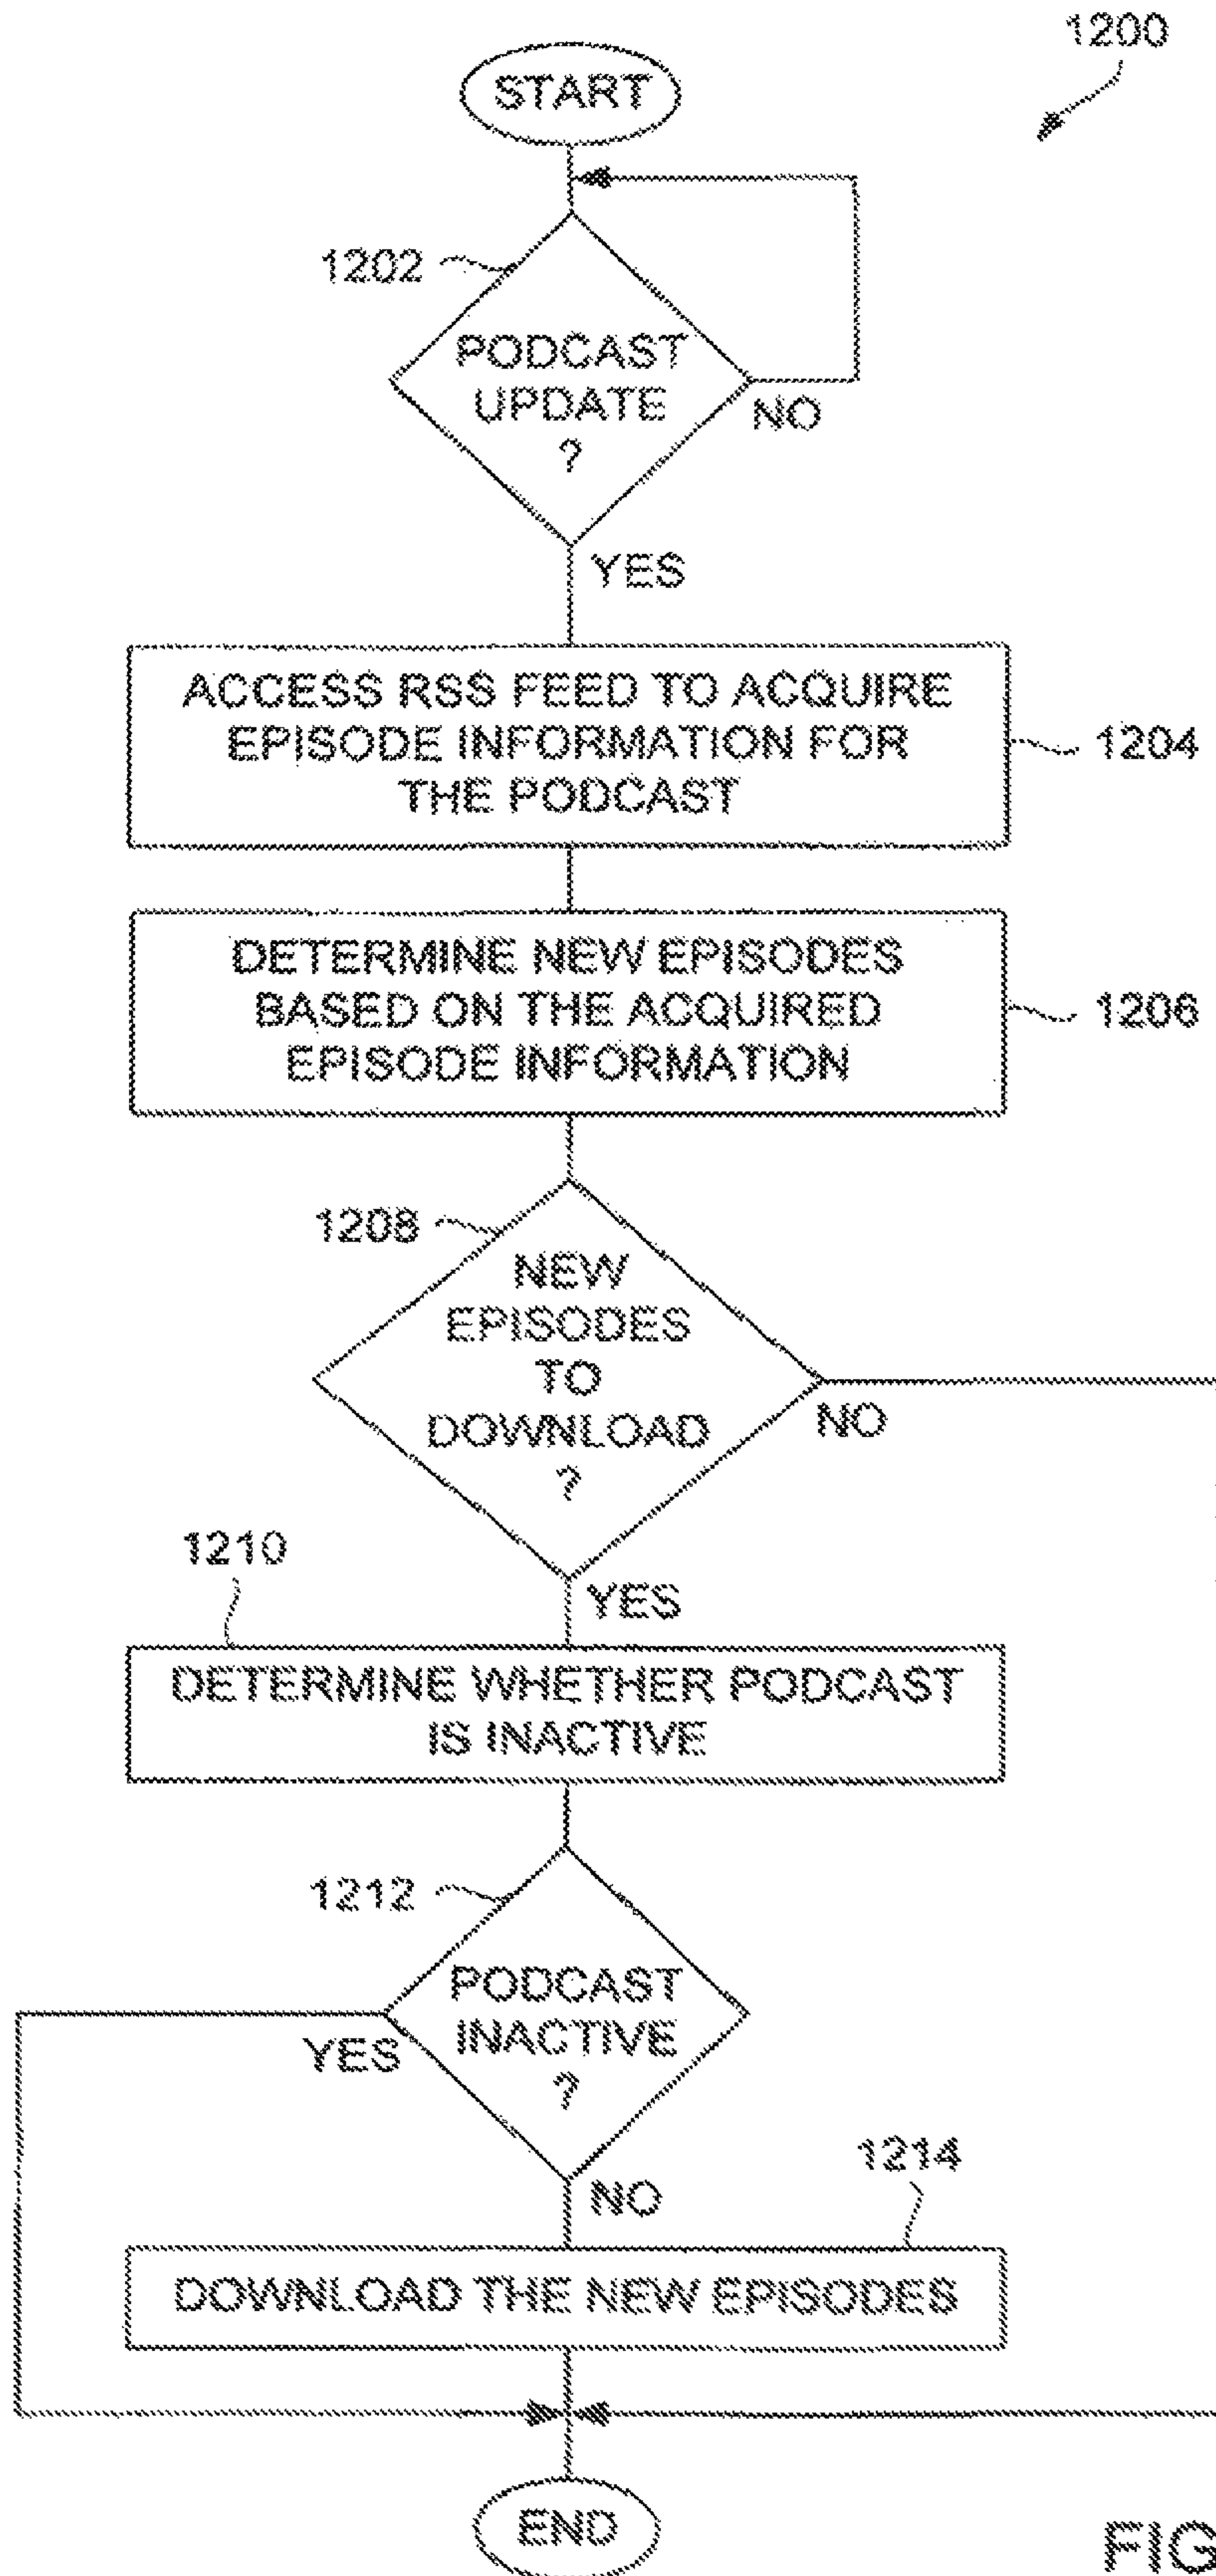 1200
START
1202
PODCAST
UPDATE
?
NO
YES
ACCESS RSS FEED TO ACQUIRE
EPISODE INFORMATION FOR
THE PODCAST
1204
DETERMINE NEW EPISODES
BASED ON THE ACQUIRED
EPISODE INFORMATION
1206
1208
NEW
EPISODES
TO
DOWNLOAD
?
NO
YES
1210
DETERMINE WHETHER PODCAST
IS INACTIVE
1212
PODCAST
INACTIVE
?
YES
NO
1214
DOWNLOAD THE NEW EPISODES
END
FIG